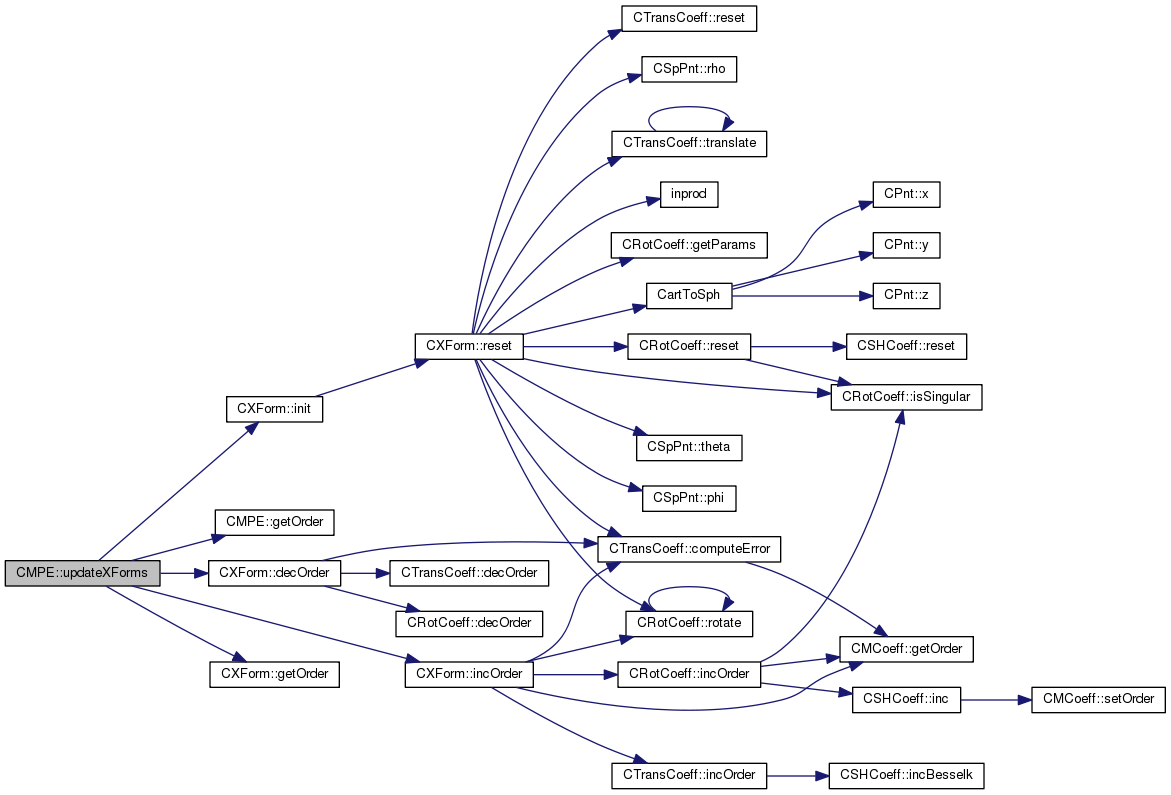 CTransCoeff::reset
CSpPnt::rho
CTransCoeff::translate
inprod
CPnt::x
CRotCoeff::getParams
CPnt::y
CartToSph
CPnt::z
CXForm::reset
CRotCoeff::reset
CSHCoeff::reset
CRotCoeff::isSingular
CXForm::init
CSpPnt::theta
CSpPnt::phi
CMPE::getOrder
CTransCoeff::computeError
CMPE::updateXForms
CXForm::decOrder
CTransCoeff::decOrder
CRotCoeff::decOrder
CRotCoeff::rotate
CMCoeff::getOrder
CXForm::getOrder
CXForm::incOrder
CRotCoeff::incOrder
CSHCoeff::inc
CMCoeff::setOrder
CTransCoeff::incOrder
CSHCoeff::incBesselk